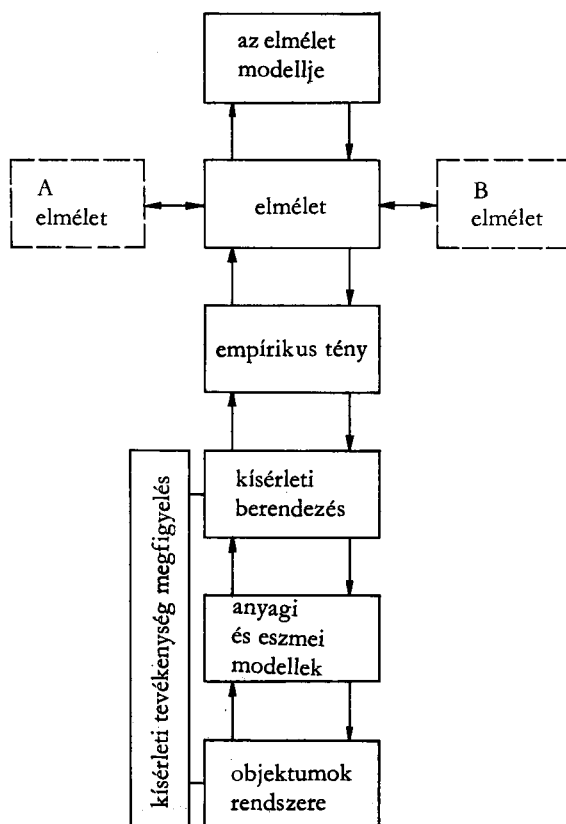 az elmélet
modellje
A
elmélet
elmélet
B
elmélet
empírikus tény
kísérleti
berendezés
kísérleti tevékenység megfigyelés
anyagi
és eszmei
modellek
objektumok
rendszere